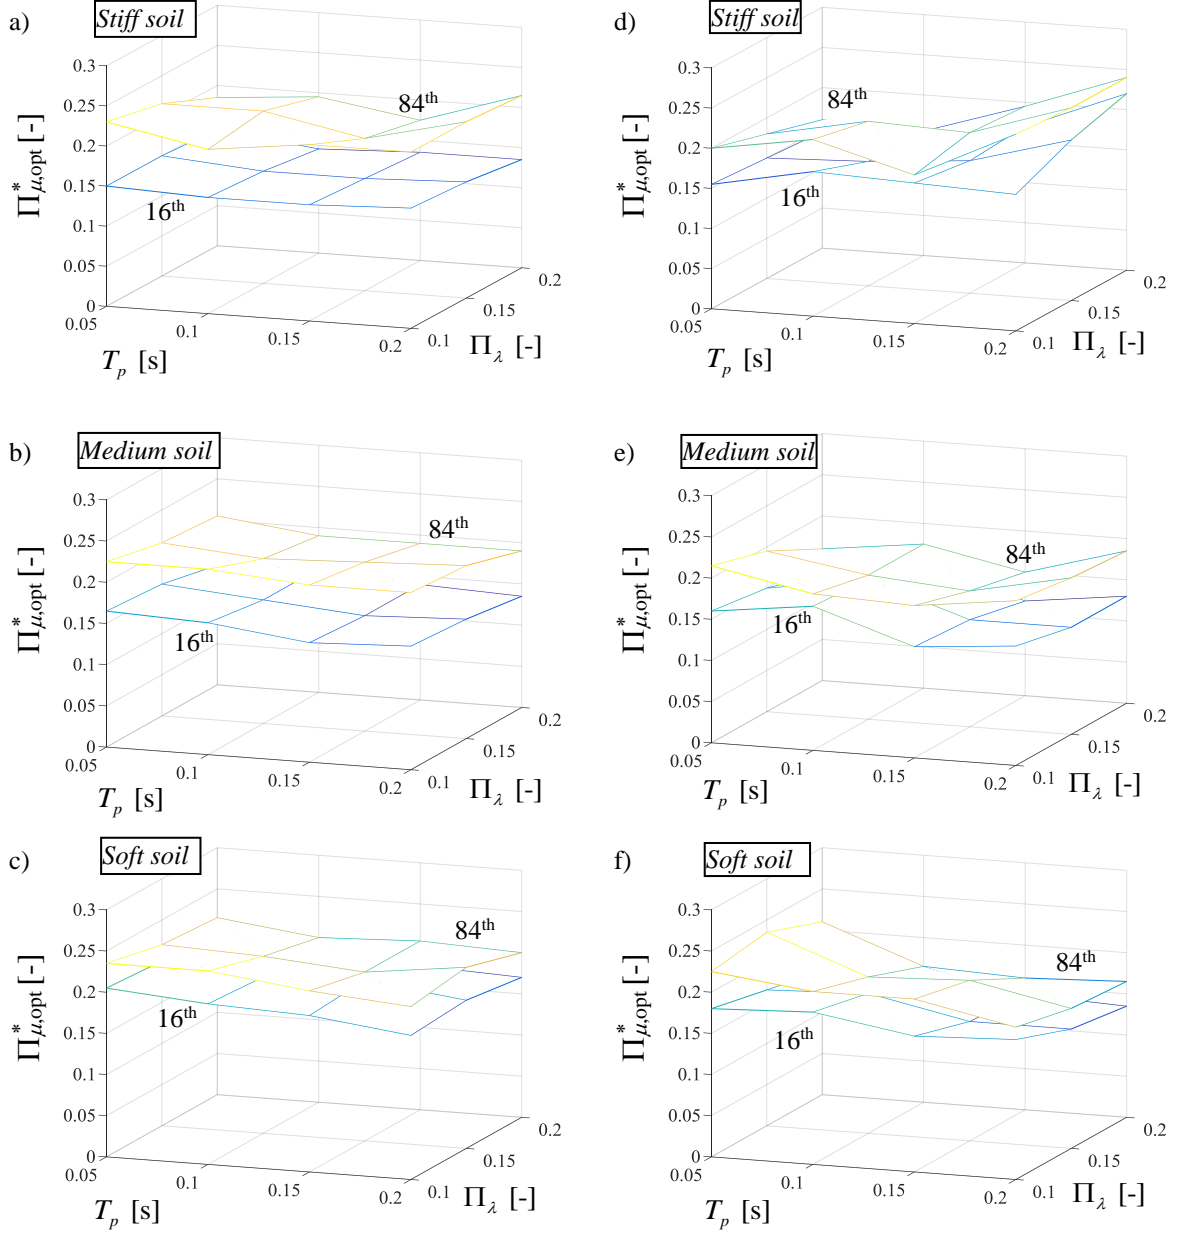 a)
Stiff soil
0.3
0.25
0.2
0.15
0.1
0.05
0
Π*μ,opt [-]
84th
16th
0.05
0.1
0.15
0.2
Tp [s]
0.1
0.15
0.2
Πλ [-]
d)
Stiff soil
0.3
0.25
0.2
0.15
0.1
0.05
0
Π*μ,opt [-]
84th
16th
0.05
0.1
0.15
0.2
Tp [s]
0.1
0.15
0.2
Πλ [-]
b)
Medium soil
0.3
0.25
0.2
0.15
0.1
0.05
0
Π*μ,opt [-]
84th
16th
0.05
0.1
0.15
0.2
Tp [s]
0.1
0.15
0.2
Πλ [-]
e)
Medium soil
0.3
0.25
0.2
0.15
0.1
0.05
0
Π*μ,opt [-]
84th
16th
0.05
0.1
0.15
0.2
Tp [s]
0.1
0.15
0.2
Πλ [-]
c)
Soft soil
0.3
0.25
0.2
0.15
0.1
0.05
0
Π*μ,opt [-]
84th
16th
0.05
0.1
0.15
0.2
Tp [s]
0.1
0.15
0.2
Πλ [-]
f)
Soft soil
0.3
0.25
0.2
0.15
0.1
0.05
0
Π*μ,opt [-]
84th
16th
0.05
0.1
0.15
0.2
Tp [s]
0.1
0.15
0.2
Πλ [-]